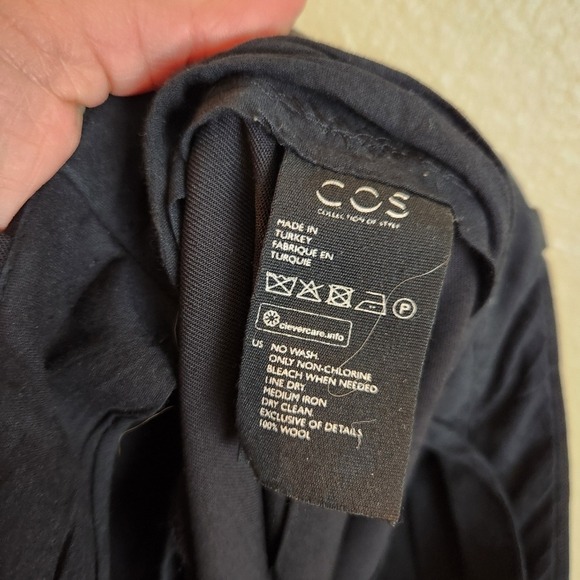 COS
COLLECTION OF STYLE
MADE IN
TURKEY
FABRIQUE EN
TURQUIE
P
clevercare.info
US NO WASH.
ONLY NON-CHLORINE
BLEACH WHEN NEEDED
LINE DRY
MEDIUM IRON
DRY CLEAN
EXCLUSIVE OF DETAILS
100% WOOL